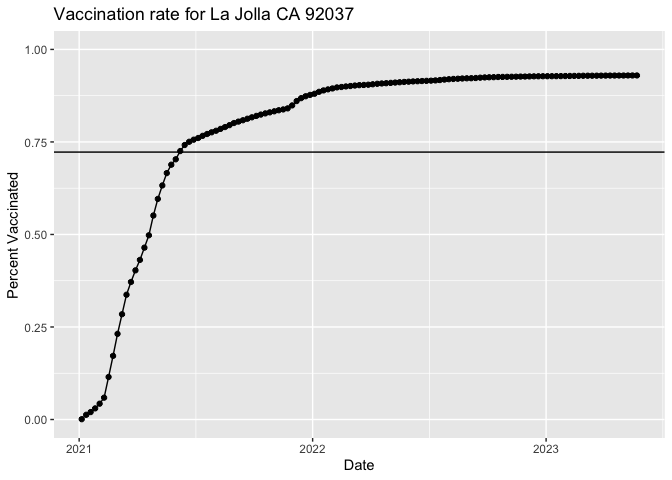 Vaccination rate for La Jolla CA 92037
Percent Vaccinated
1.00
0.75
0.50
0.25
0.00
2021
2022
2023
Date